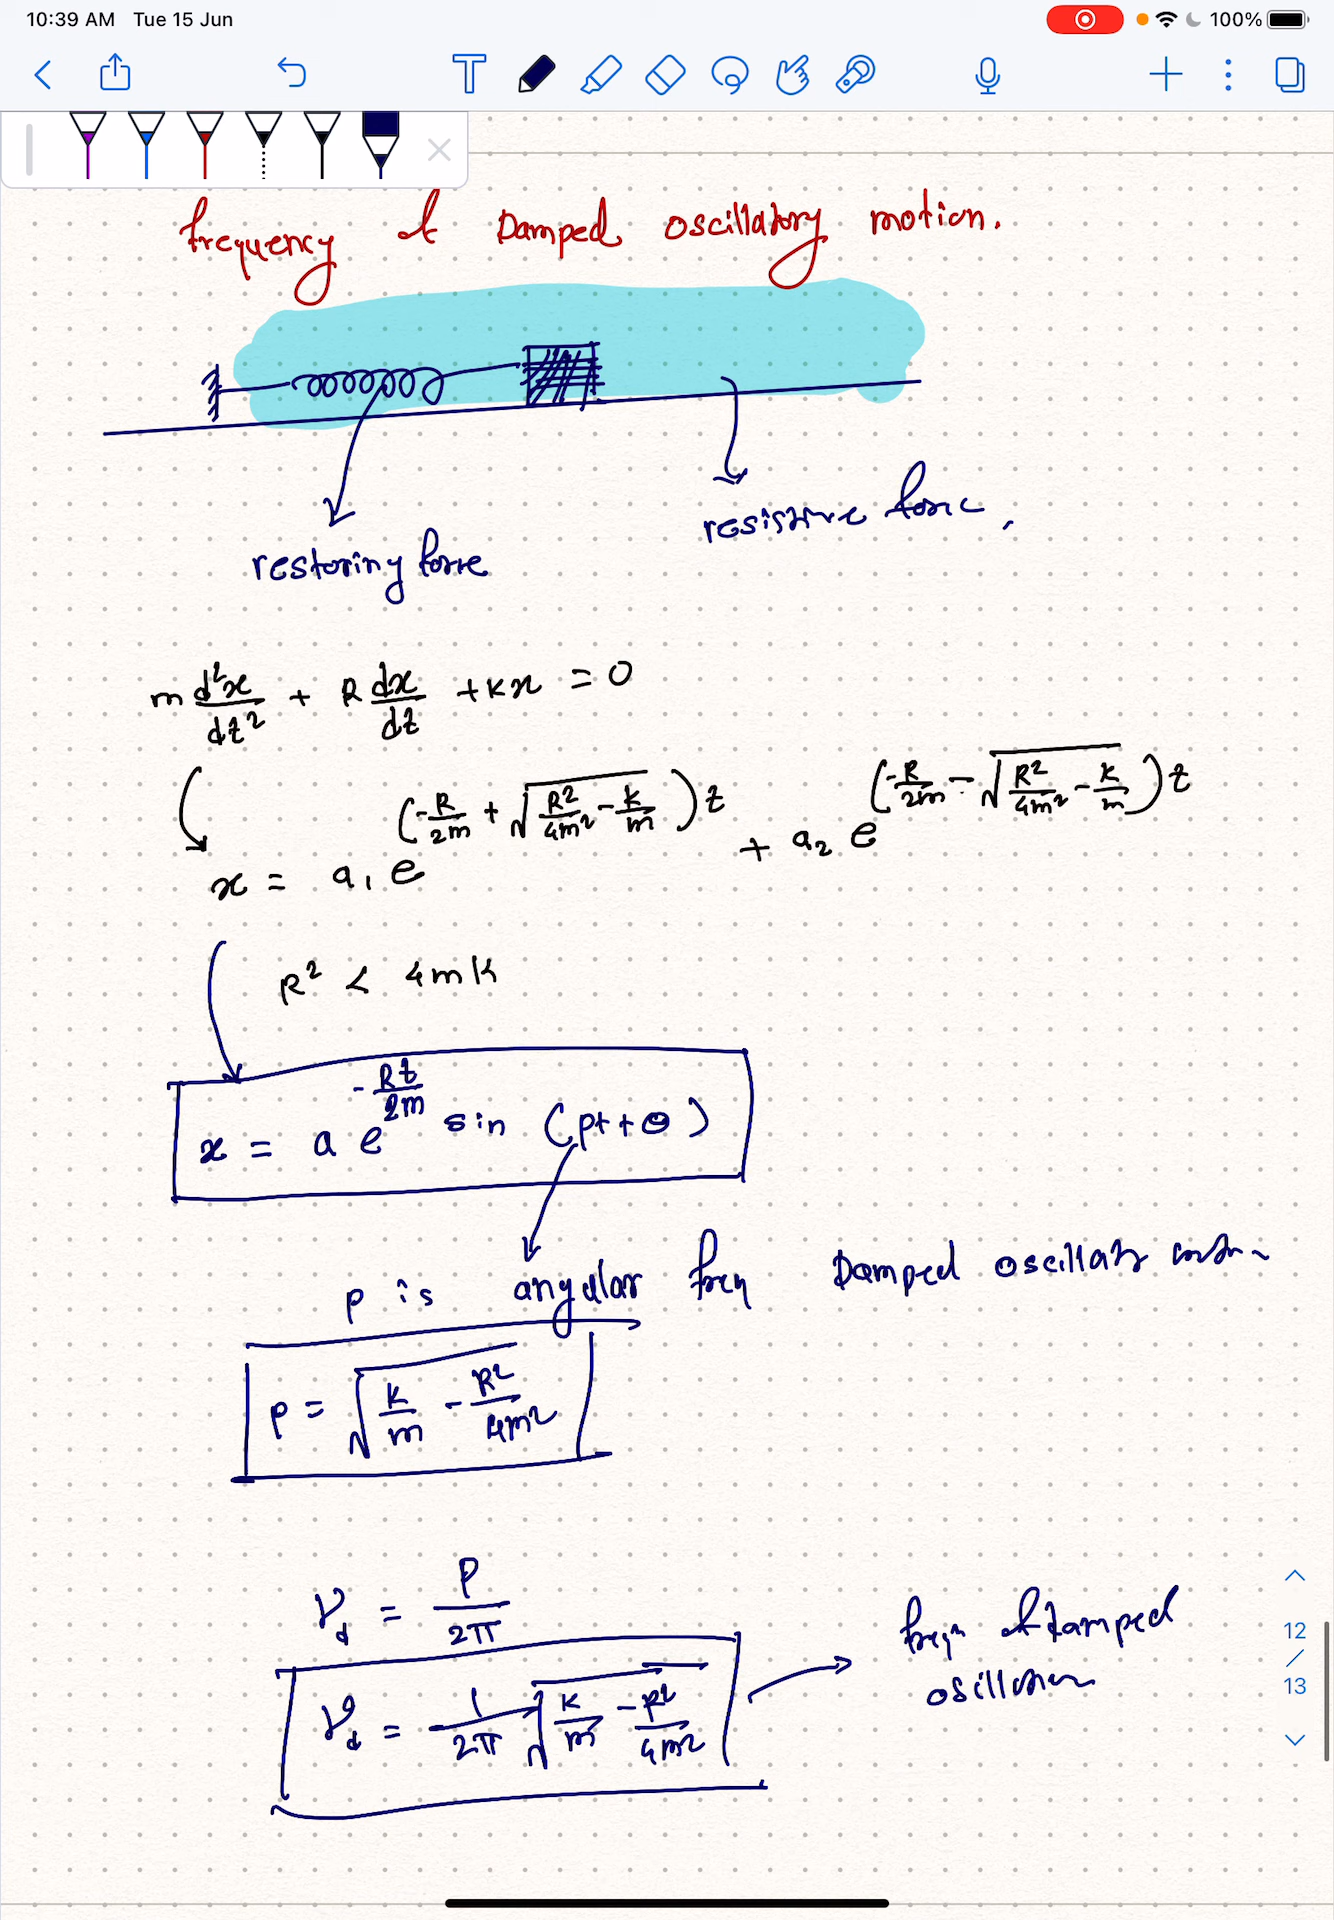 10:39 AM Tue 15 Jun
100%
frequency of Damped oscillatory motion.
restoring force
resistive force,
m d²x/dt² + R dx/dt + kx = 0
x = a₁ e^(-R/2m + √(R²/4m² - k/m))t + a₂ e^(-R/2m - √(R²/4m² - k/m))t
R² < 4mk
x = a e^-Rt/2m sin (pt+θ)
p is angular freq Damped oscillatory
p = √(k/m - R²/4m²)
ν_d = P/2π
ν_d = 1/2π √(k/m - R²/4m²)
freqn of damped
oscillation
12
/
13